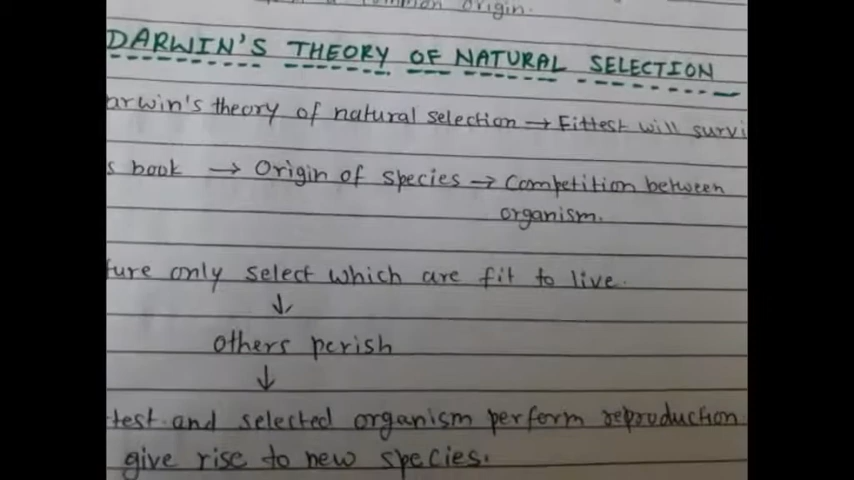 common origin.
DARWIN'S THEORY OF NATURAL SELECTION
arwin's theory of natural selection → Fittest will survi
s book → Origin of species → Competition between
organism.
ture only select which are fit to live.
↓
others perish
↓
test and selected organism perform reproduction
give rise to new species.